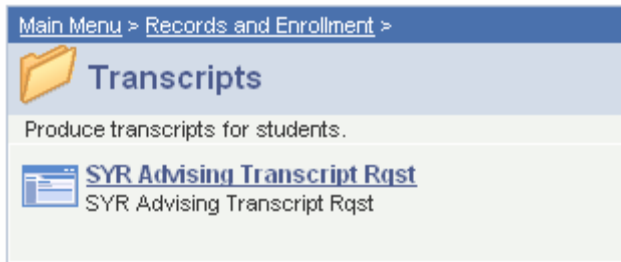 Main Menu > Records and Enrollment >
Transcripts
Produce transcripts for students.
SYR Advising Transcript Rqst
SYR Advising Transcript Rqst